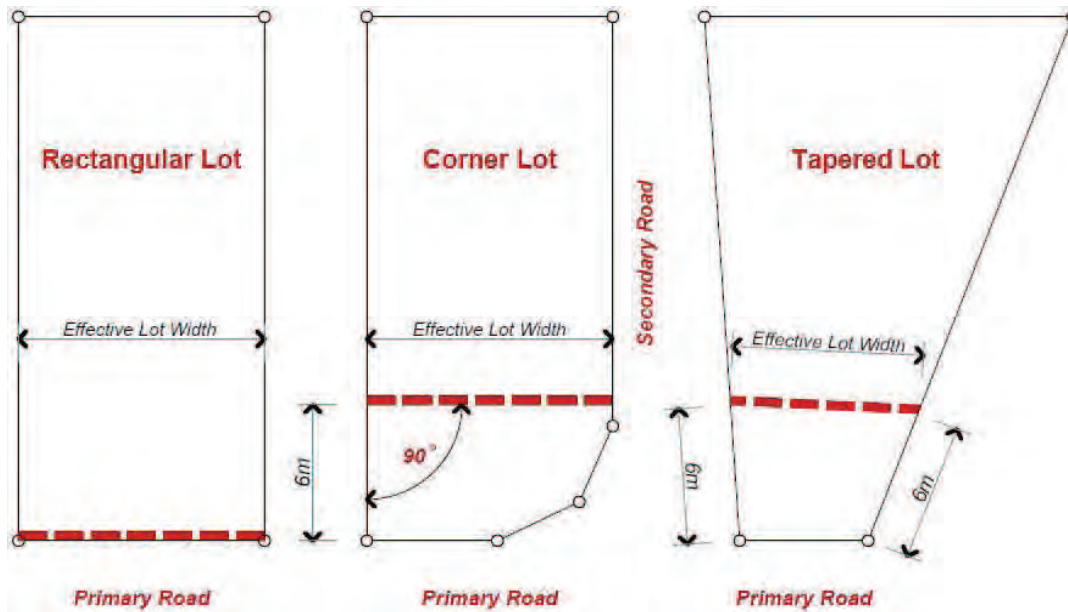 Rectangular Lot
Corner Lot
Tapered Lot
Secondary Road
Effective Lot Width
Effective Lot Width
Effective Lot Width
90°
6m
6m
6m
Primary Road
Primary Road
Primary Road